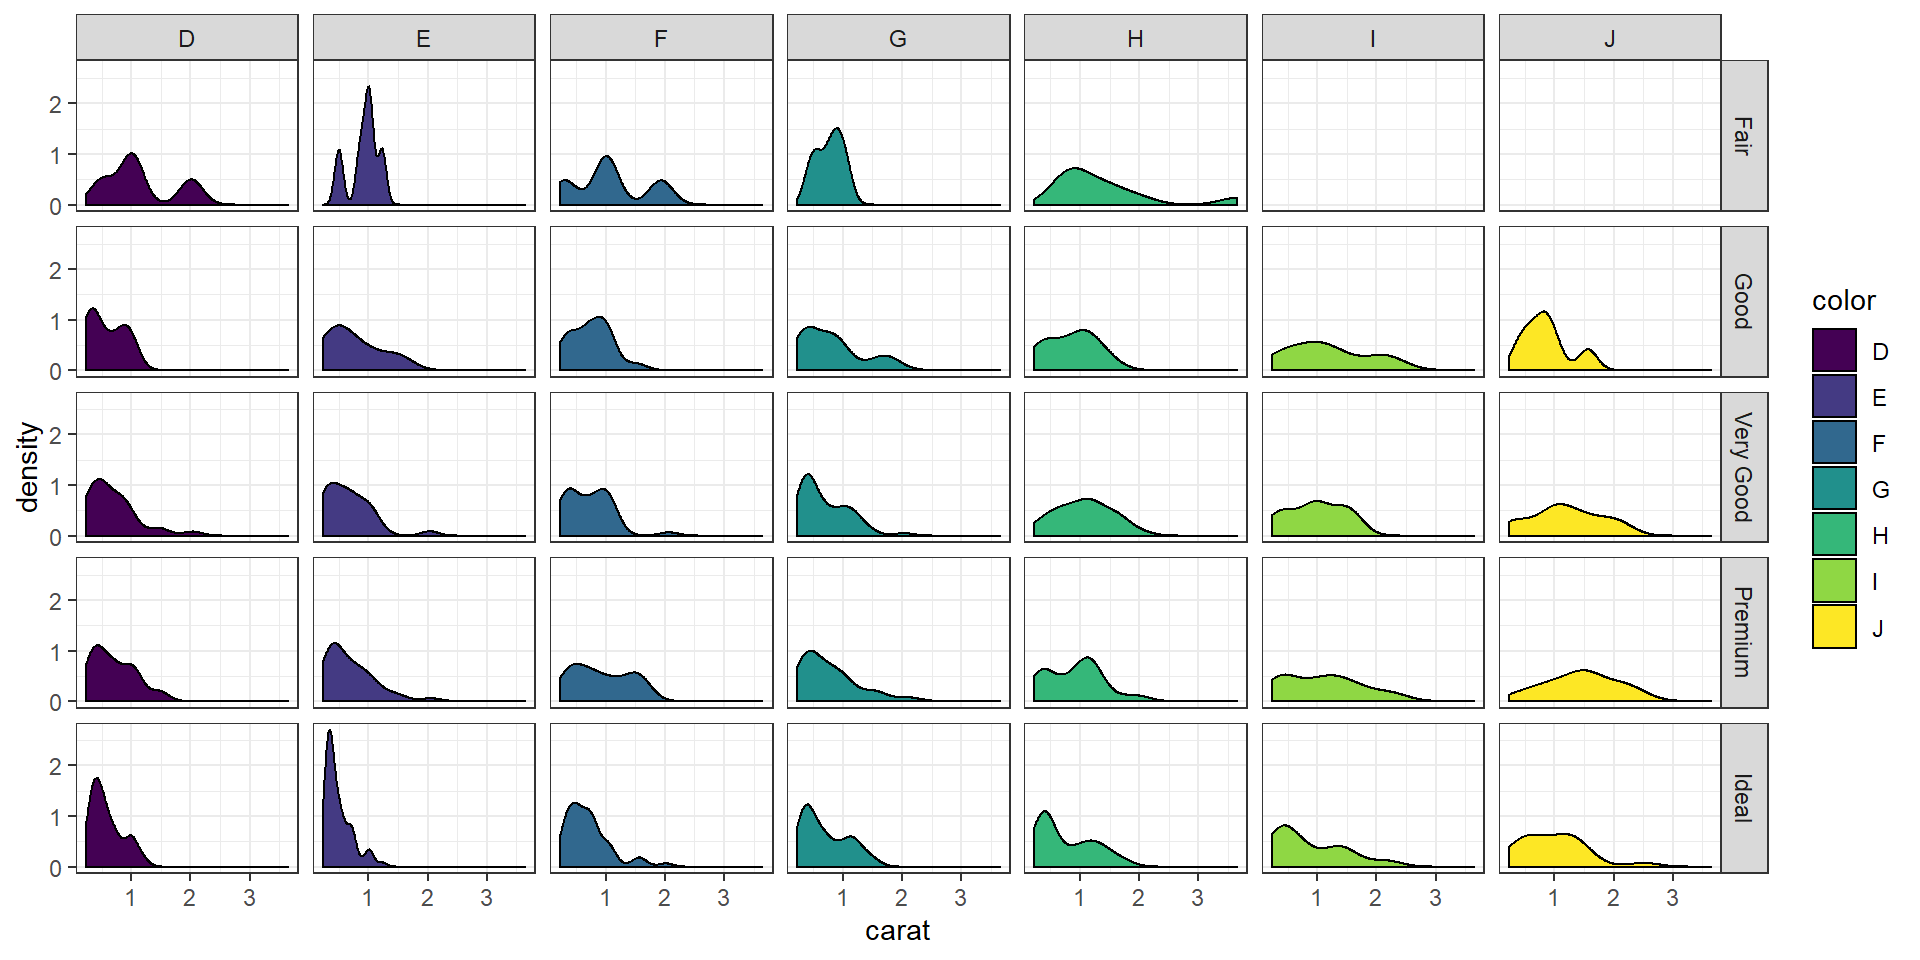 D E F G H I J
2
1
0
Fair
2
1
0
Good
2
1
0
Very Good
2
1
0
Premium
2
1
0
Ideal
1 2 3 1 2 3 1 2 3 1 2 3 1 2 3 1 2 3 1 2 3
carat
density
color
D
E
F
G
H
I
J